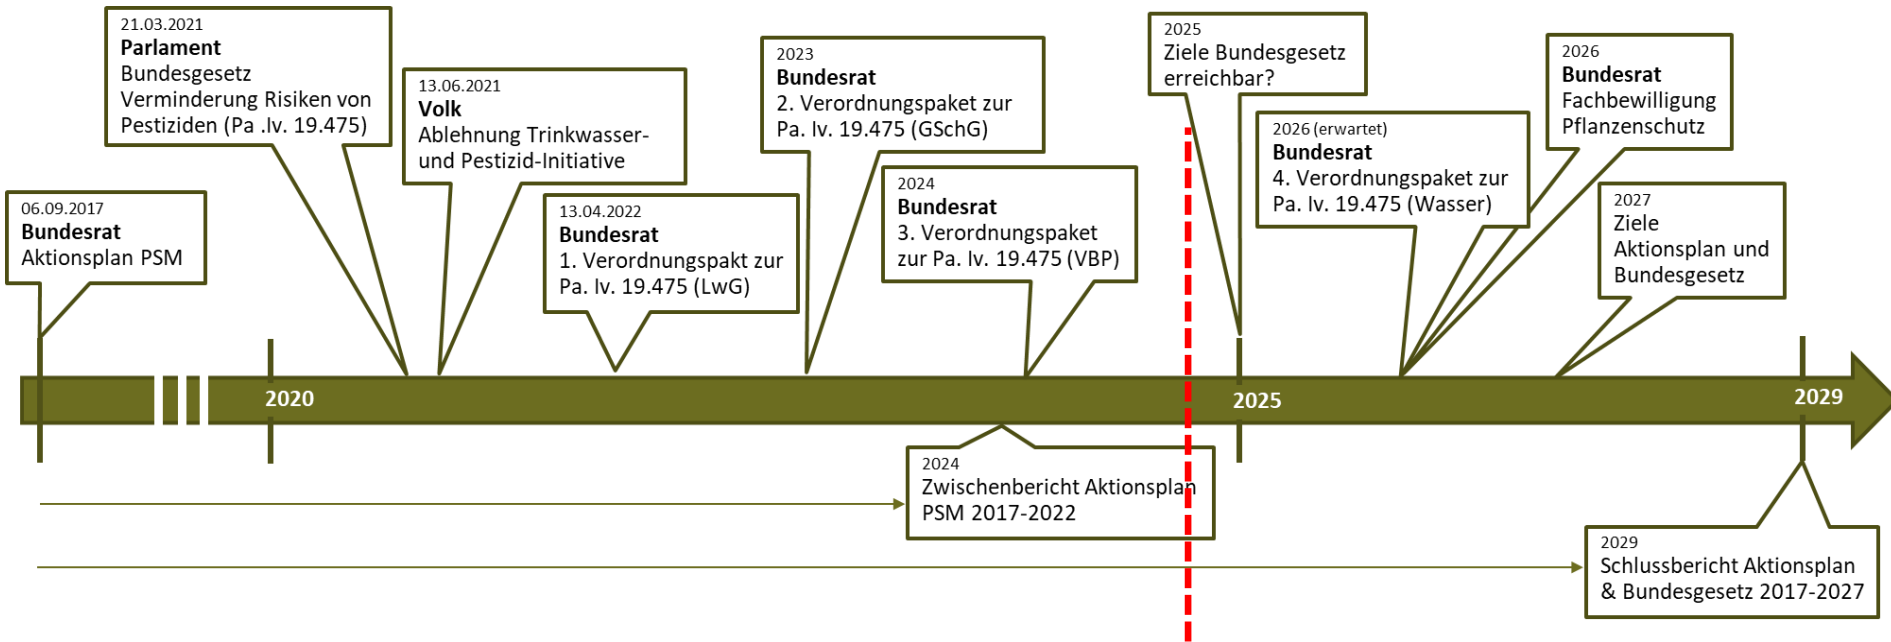 21.03.2021
Parlament
Bundesgesetz
Verminderung Risiken von
Pestiziden (Pa .Iv. 19.475)
13.06.2021
Volk
Ablehnung Trinkwasser-
und Pestizid-Initiative
2023
Bundesrat
2. Verordnungspaket zur
Pa. Iv. 19.475 (GSchG)
2025
Ziele Bundesgesetz
erreichbar?
2026
Bundesrat
Fachbewilligung
Pflanzenschutz
2026 (erwartet)
Bundesrat
4. Verordnungspaket zur
Pa. Iv. 19.475 (Wasser)
06.09.2017
Bundesrat
Aktionsplan PSM
13.04.2022
Bundesrat
1. Verordnungspakt zur
Pa. Iv. 19.475 (LwG)
2024
Bundesrat
3. Verordnungspaket
zur Pa. Iv. 19.475 (VBP)
2027
Ziele
Aktionsplan und
Bundesgesetz
2020
2025
2029
2024
Zwischenbericht Aktionsplan
PSM 2017-2022
2029
Schlussbericht Aktionsplan
& Bundesgesetz 2017-2027